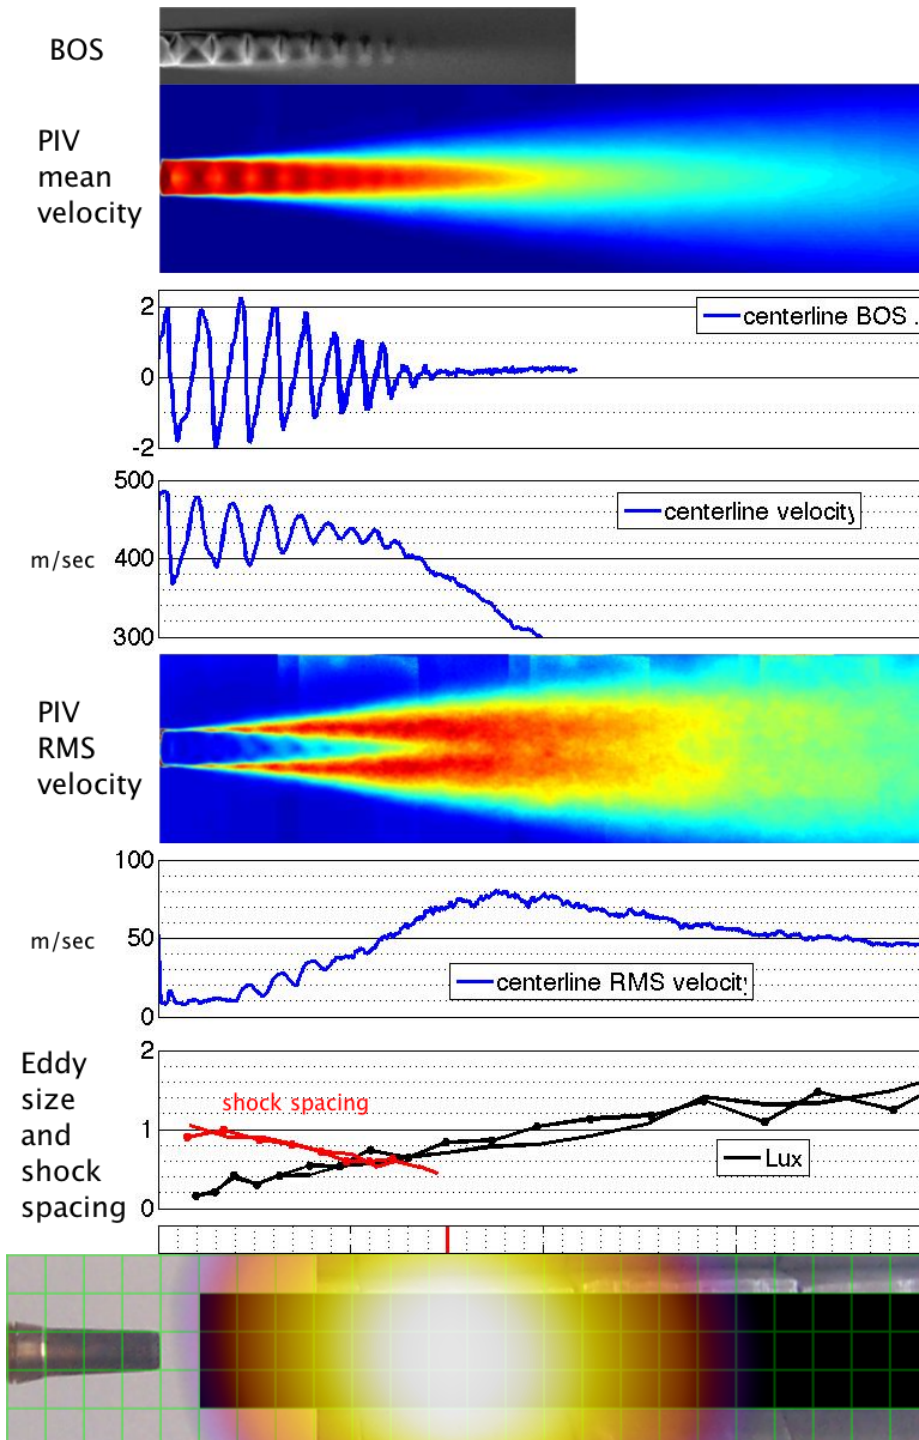 BOS
PIV
mean
velocity
2
0
-2
centerline BOS .
500
400
300
m/sec
centerline velocity
PIV
RMS
velocity
100
50
0
m/sec
centerline RMS velocity
Eddy
size
and
shock
spacing
2
1
0
shock spacing
Lux